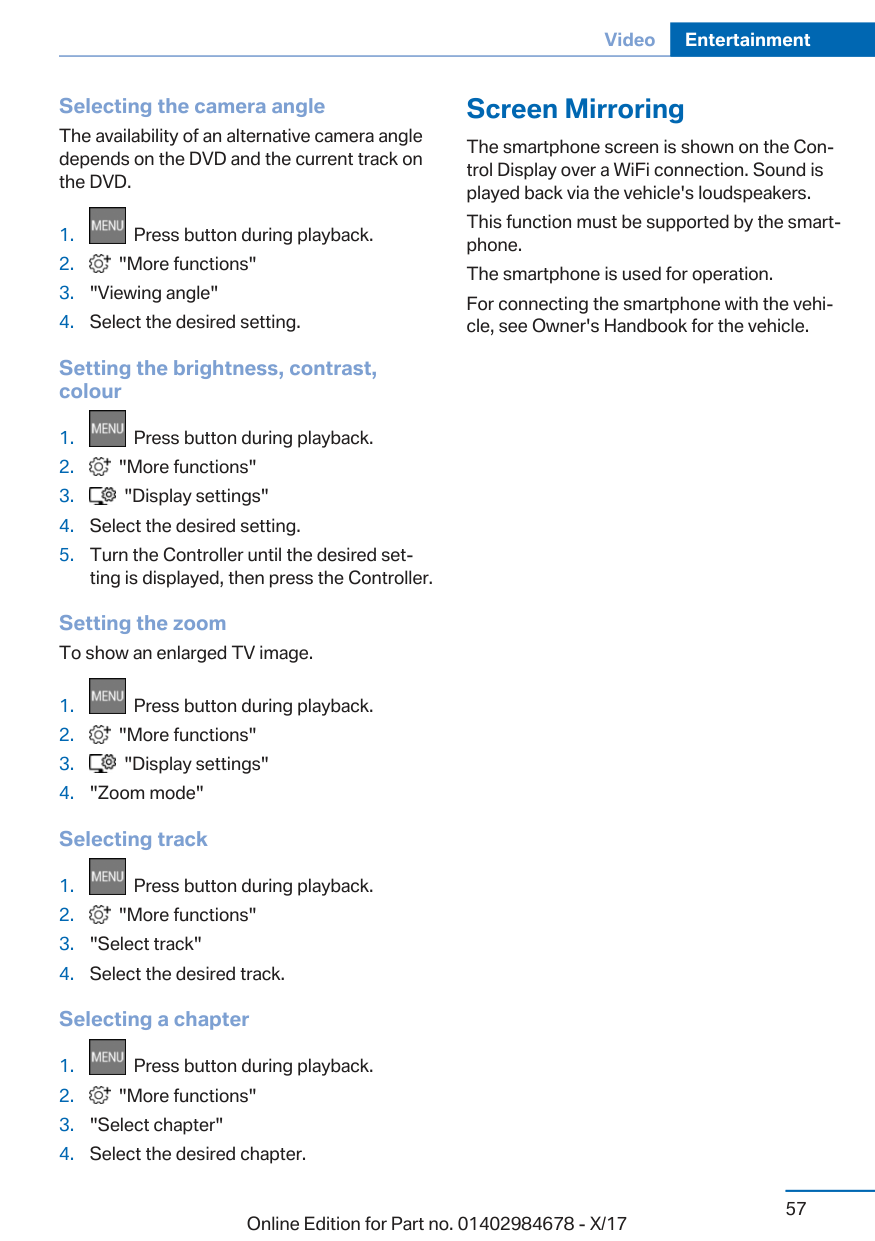 Video Entertainment
Selecting the camera angle
The availability of an alternative camera angle
depends on the DVD and the current track on
the DVD.
1. MENU Press button during playback.
2. "More functions"
3. "Viewing angle"
4. Select the desired setting.
Setting the brightness, contrast,
colour
1. MENU Press button during playback.
2. "More functions"
3. "Display settings"
4. Select the desired setting.
5. Turn the Controller until the desired set-
ting is displayed, then press the Controller.
Setting the zoom
To show an enlarged TV image.
1. MENU Press button during playback.
2. "More functions"
3. "Display settings"
4. "Zoom mode"
Selecting track
1. MENU Press button during playback.
2. "More functions"
3. "Select track"
4. Select the desired track.
Selecting a chapter
1. MENU Press button during playback.
2. "More functions"
3. "Select chapter"
4. Select the desired chapter.
Screen Mirroring
The smartphone screen is shown on the Con-
trol Display over a WiFi connection. Sound is
played back via the vehicle's loudspeakers.
This function must be supported by the smart-
phone.
The smartphone is used for operation.
For connecting the smartphone with the vehi-
cle, see Owner's Handbook for the vehicle.
57
Online Edition for Part no. 01402984678 - X/17